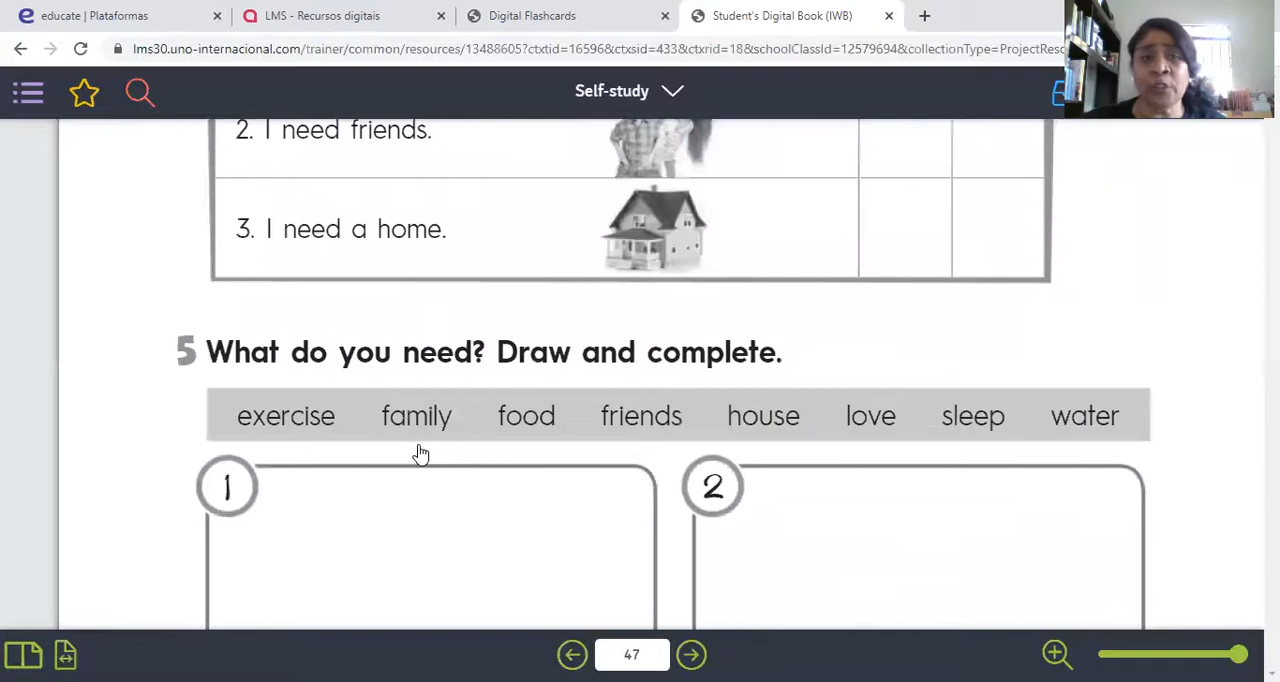 educate | Plataformas
LMS - Recursos digitais
Digital Flashcards
Student's Digital Book (IWB)
lms30.uno-internacional.com/trainer/common/resources/13488605?ctxtid=16596&ctxsid=433&ctxrid=18&schoolClassId=12579694&collectionType=ProjectResc
Self-study
2. I need friends.
3. I need a home.
5 What do you need? Draw and complete.
exercise family food friends house love sleep water
1
2
47